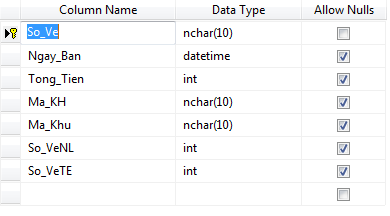 Column Name Data Type Allow Nulls
So_Ve nchar(10)
Ngay_Ban datetime
Tong_Tien int
Ma_KH nchar(10)
Ma_Khu nchar(10)
So_VeNL int
So_VeTE int